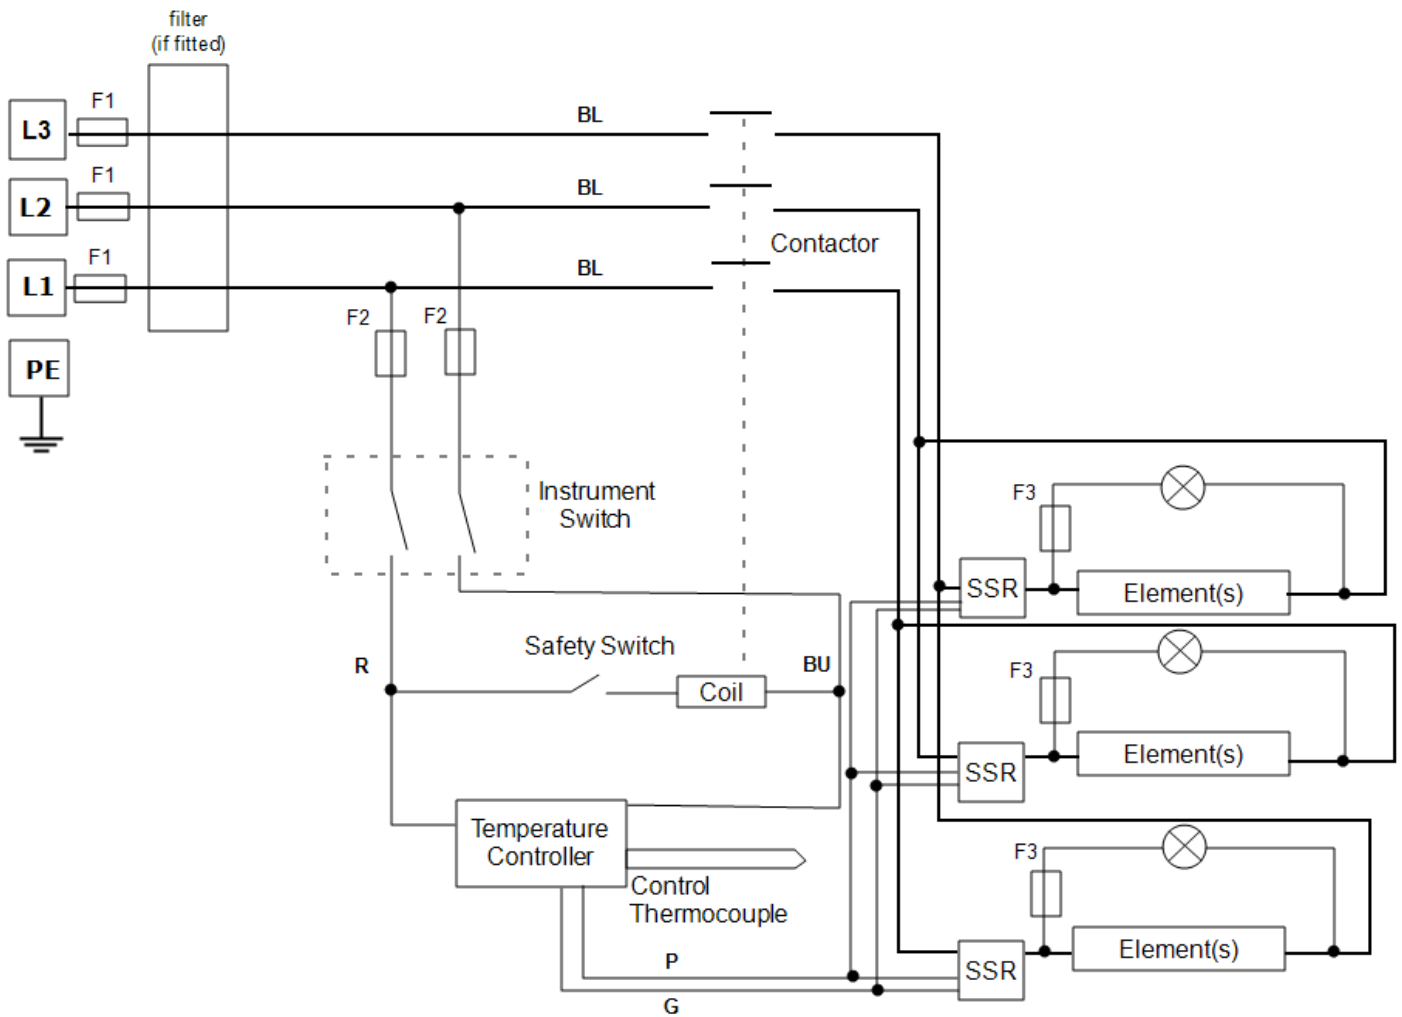 filter
(if fitted)
F1
L3
BL
F1
L2
BL
Contactor
F1
L1
BL
F2
F2
PE
Instrument
Switch
F3
SSR
Element(s)
Safety Switch
R
BU
Coil
F3
SSR
Element(s)
Temperature
Controller
Control
Thermocouple
F3
SSR
Element(s)
P
G